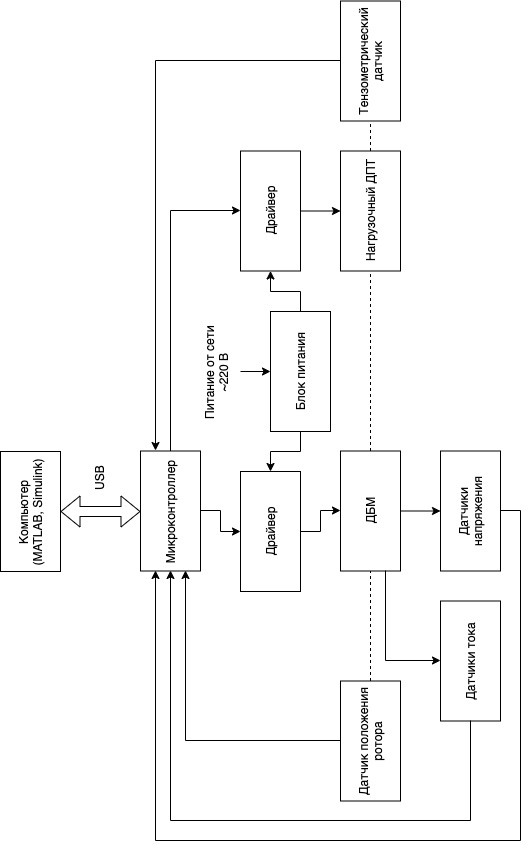 Компьютер
(MATLAB, Simulink)
USB
Микроконтроллер
Датчик положения
ротора
Драйвер
ДБМ
Датчики тока
Датчики
напряжения
Питание от сети
~220 В
Блок питания
Драйвер
Нагрузочный ДПТ
Тензометрический
датчик